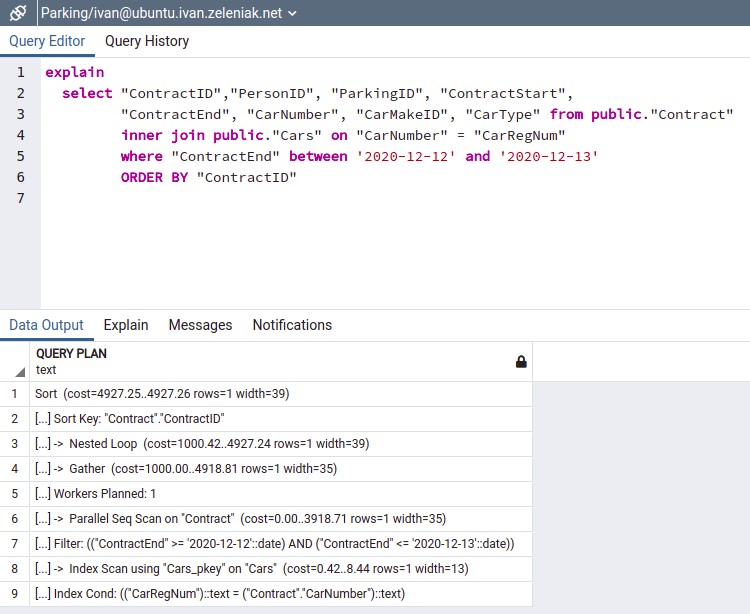 Parking/ivan@ubuntu.ivan.zeleniak.net
Query Editor Query History
1 explain
2 select "ContractID","PersonID", "ParkingID", "ContractStart",
3 "ContractEnd", "CarNumber", "CarMakeID", "CarType" from public."Contract"
4 inner join public."Cars" on "CarNumber" = "CarRegNum"
5 where "ContractEnd" between '2020-12-12' and '2020-12-13'
6 ORDER BY "ContractID"
7
Data Output Explain Messages Notifications
QUERY PLAN
text
1 Sort (cost=4927.25..4927.26 rows=1 width=39)
2 [...] Sort Key: "Contract"."ContractID"
3 [...] -> Nested Loop (cost=1000.42..4927.24 rows=1 width=39)
4 [...] -> Gather (cost=1000.00..4918.81 rows=1 width=35)
5 [...] Workers Planned: 1
6 [...] -> Parallel Seq Scan on "Contract" (cost=0.00..3918.71 rows=1 width=35)
7 [...] Filter: (("ContractEnd" >= '2020-12-12'::date) AND ("ContractEnd" <= '2020-12-13'::date))
8 [...] -> Index Scan using "Cars_pkey" on "Cars" (cost=0.42..8.44 rows=1 width=13)
9 [...] Index Cond: (("CarRegNum")::text = ("Contract"."CarNumber")::text)